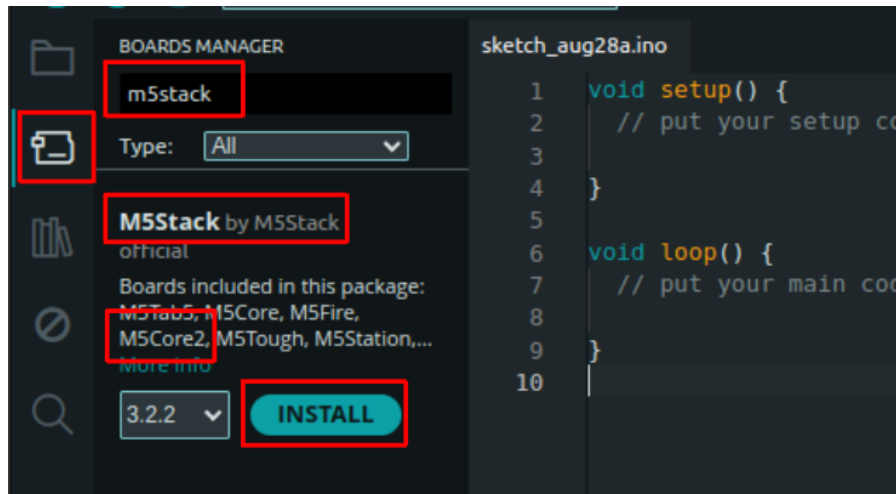 BOARDS MANAGER
m5stack
Type: All
M5Stack by M5Stack
official
Boards included in this package:
M5Tab5, M5Core, M5Fire,
M5Core2, M5Tough, M5Station,...
More info
3.2.2 INSTALL
sketch_aug28a.ino
1 void setup() {
2 // put your setup co
3
4 }
5
6 void loop() {
7 // put your main cod
8
9 }
10